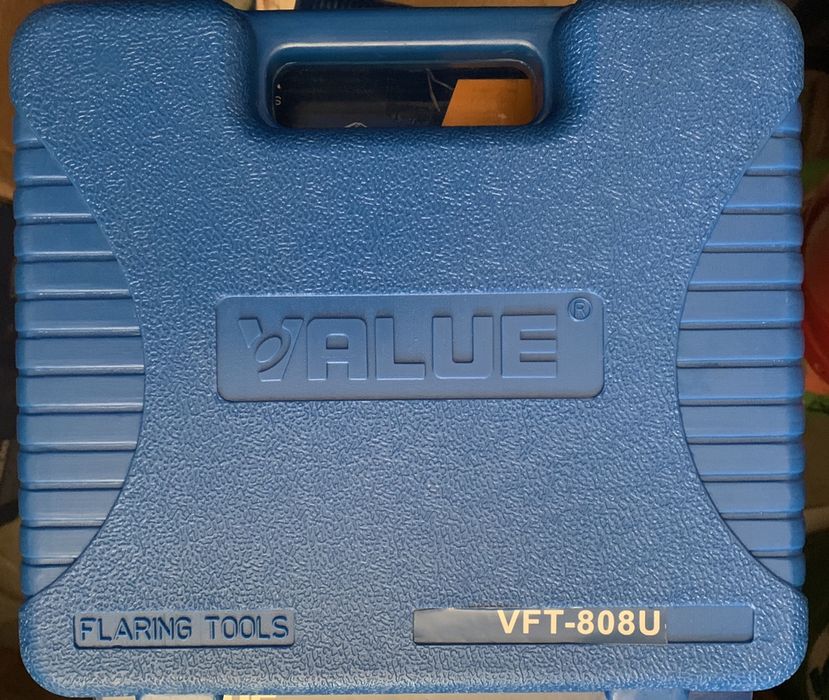 VALUE®
FLARING TOOLS
VFT-808U